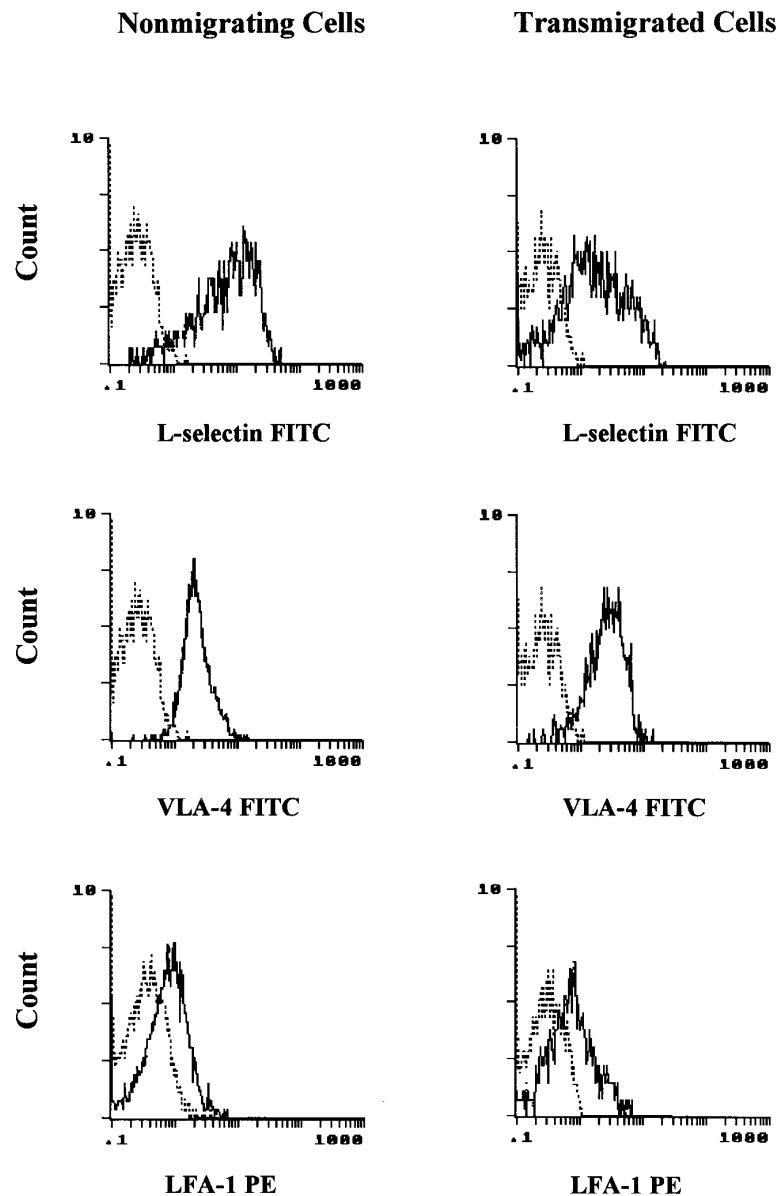 Nonmigrating Cells Transmigrated Cells
10 10
Count
.1 1000 .1 1000
L-selectin FITC L-selectin FITC
10 10
Count
.1 1000 .1 1000
VLA-4 FITC VLA-4 FITC
10 10
Count
.1 1000 .1 1000
LFA-1 PE LFA-1 PE